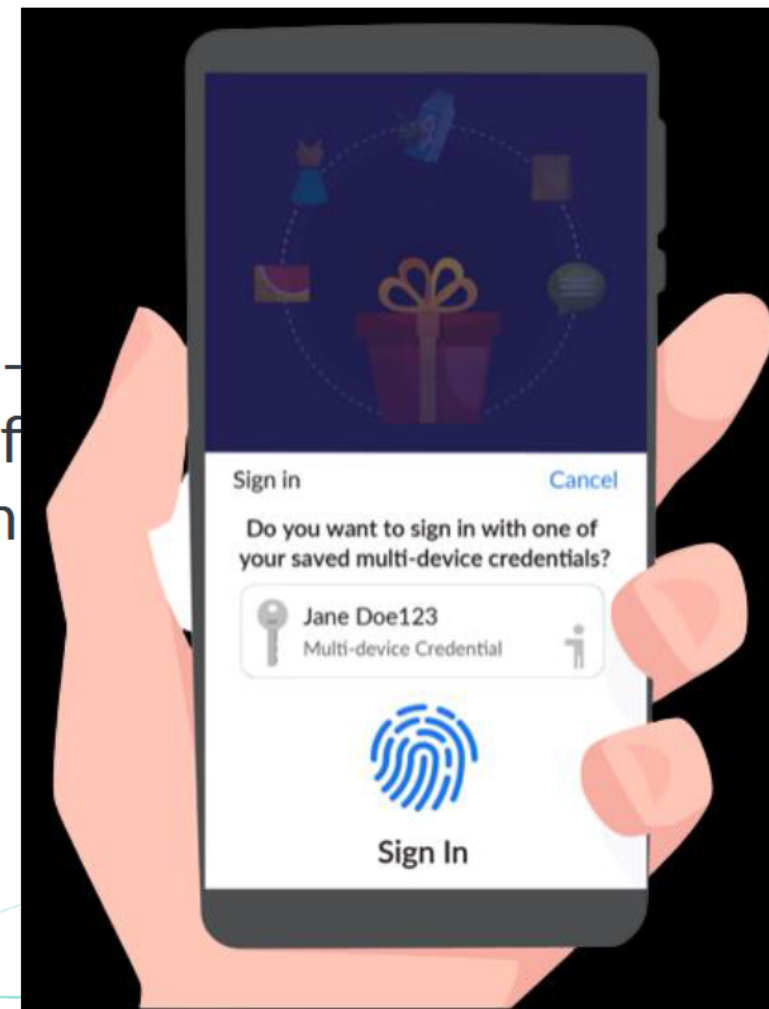 -
f
n
Sign in Cancel
Do you want to sign in with one of
your saved multi-device credentials?
Jane Doe123
Multi-device Credential
Sign In